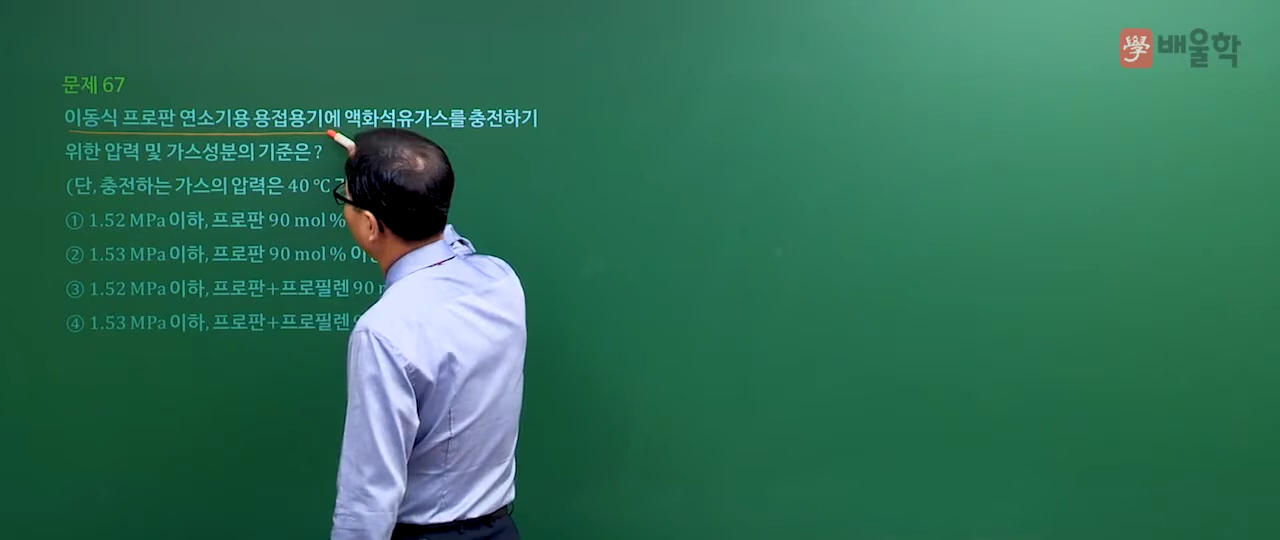 學 배울학
문제 67
이동식 프로판 연소기용 용접용기에 액화석유가스를 충전하기
위한 압력 및 가스성분의 기준은?
(단, 충전하는 가스의 압력은 40 ℃
① 1.52 MPa 이하, 프로판 90 mol %
② 1.53 MPa 이하, 프로판 90 mol %
③ 1.52 MPa 이하, 프로판+프로필렌 90
④ 1.53 MPa 이하, 프로판+프로필렌